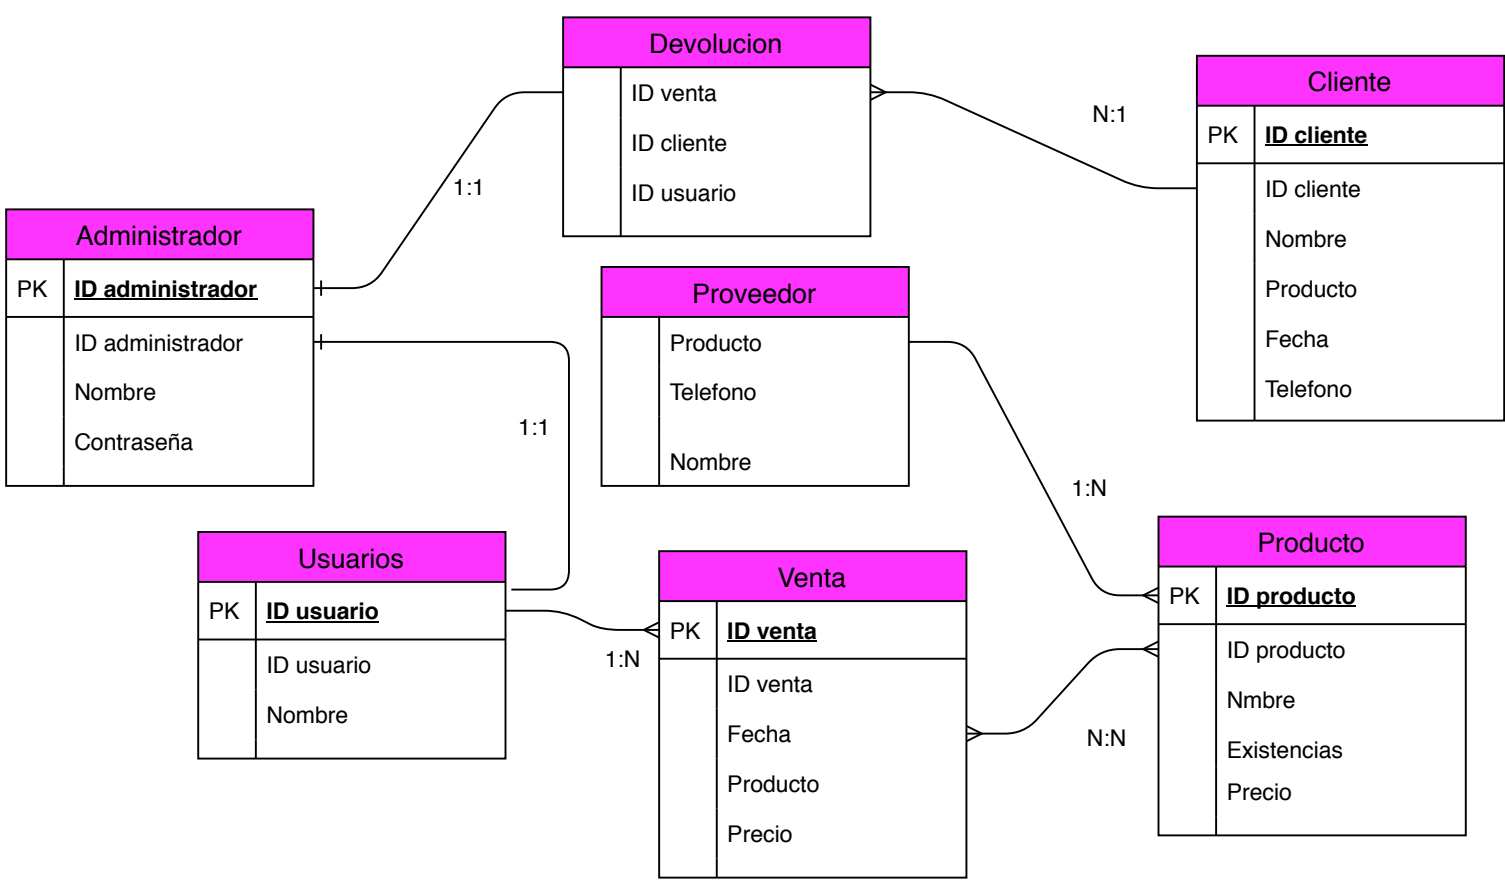 Devolucion
ID venta
ID cliente
ID usuario
Cliente
PK
ID cliente
ID cliente
Nombre
Producto
Fecha
Telefono
N:1
1:1
Administrador
PK
ID administrador
ID administrador
Nombre
Contraseña
Proveedor
Producto
Telefono
Nombre
1:1
1:N
Usuarios
PK
ID usuario
ID usuario
Nombre
1:N
Venta
PK
ID venta
ID venta
Fecha
Producto
Precio
N:N
Producto
PK
ID producto
ID producto
Nmbre
Existencias
Precio